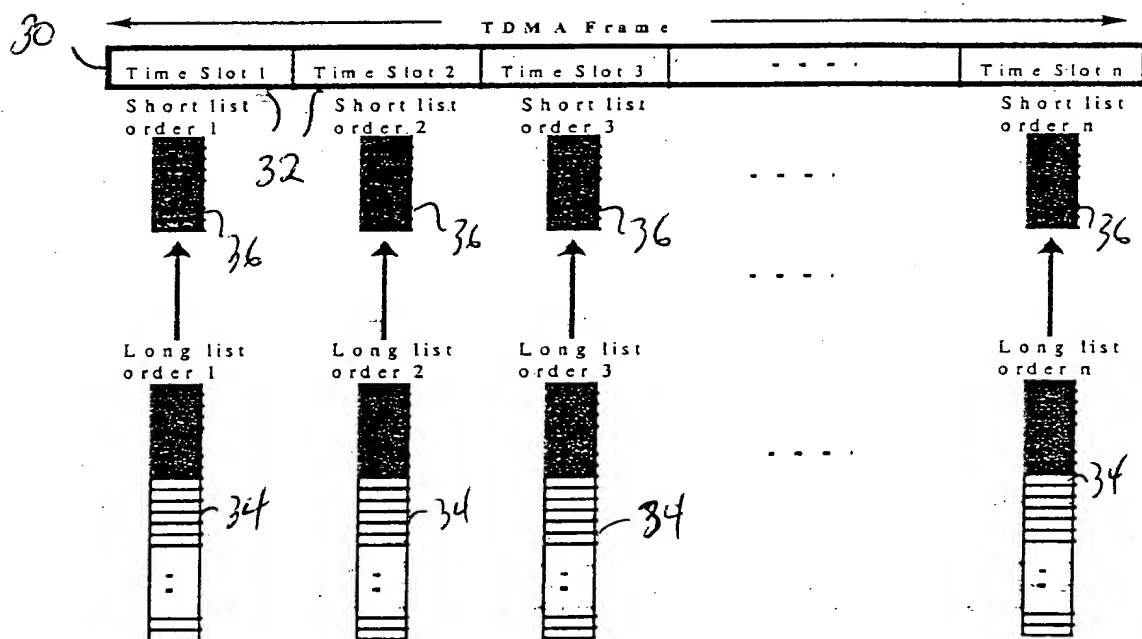 TDMA Frame
30
Time Slot 1 Time Slot 2 Time Slot 3 - - - - Time Slot n
Short list Short list Short list Short list
order 1 order 2 order 3 order n
32
- - - -
36 36 36 36
- - - -
Long list Long list Long list Long list
order 1 order 2 order 3 order n
- - - -
34 34 34 34